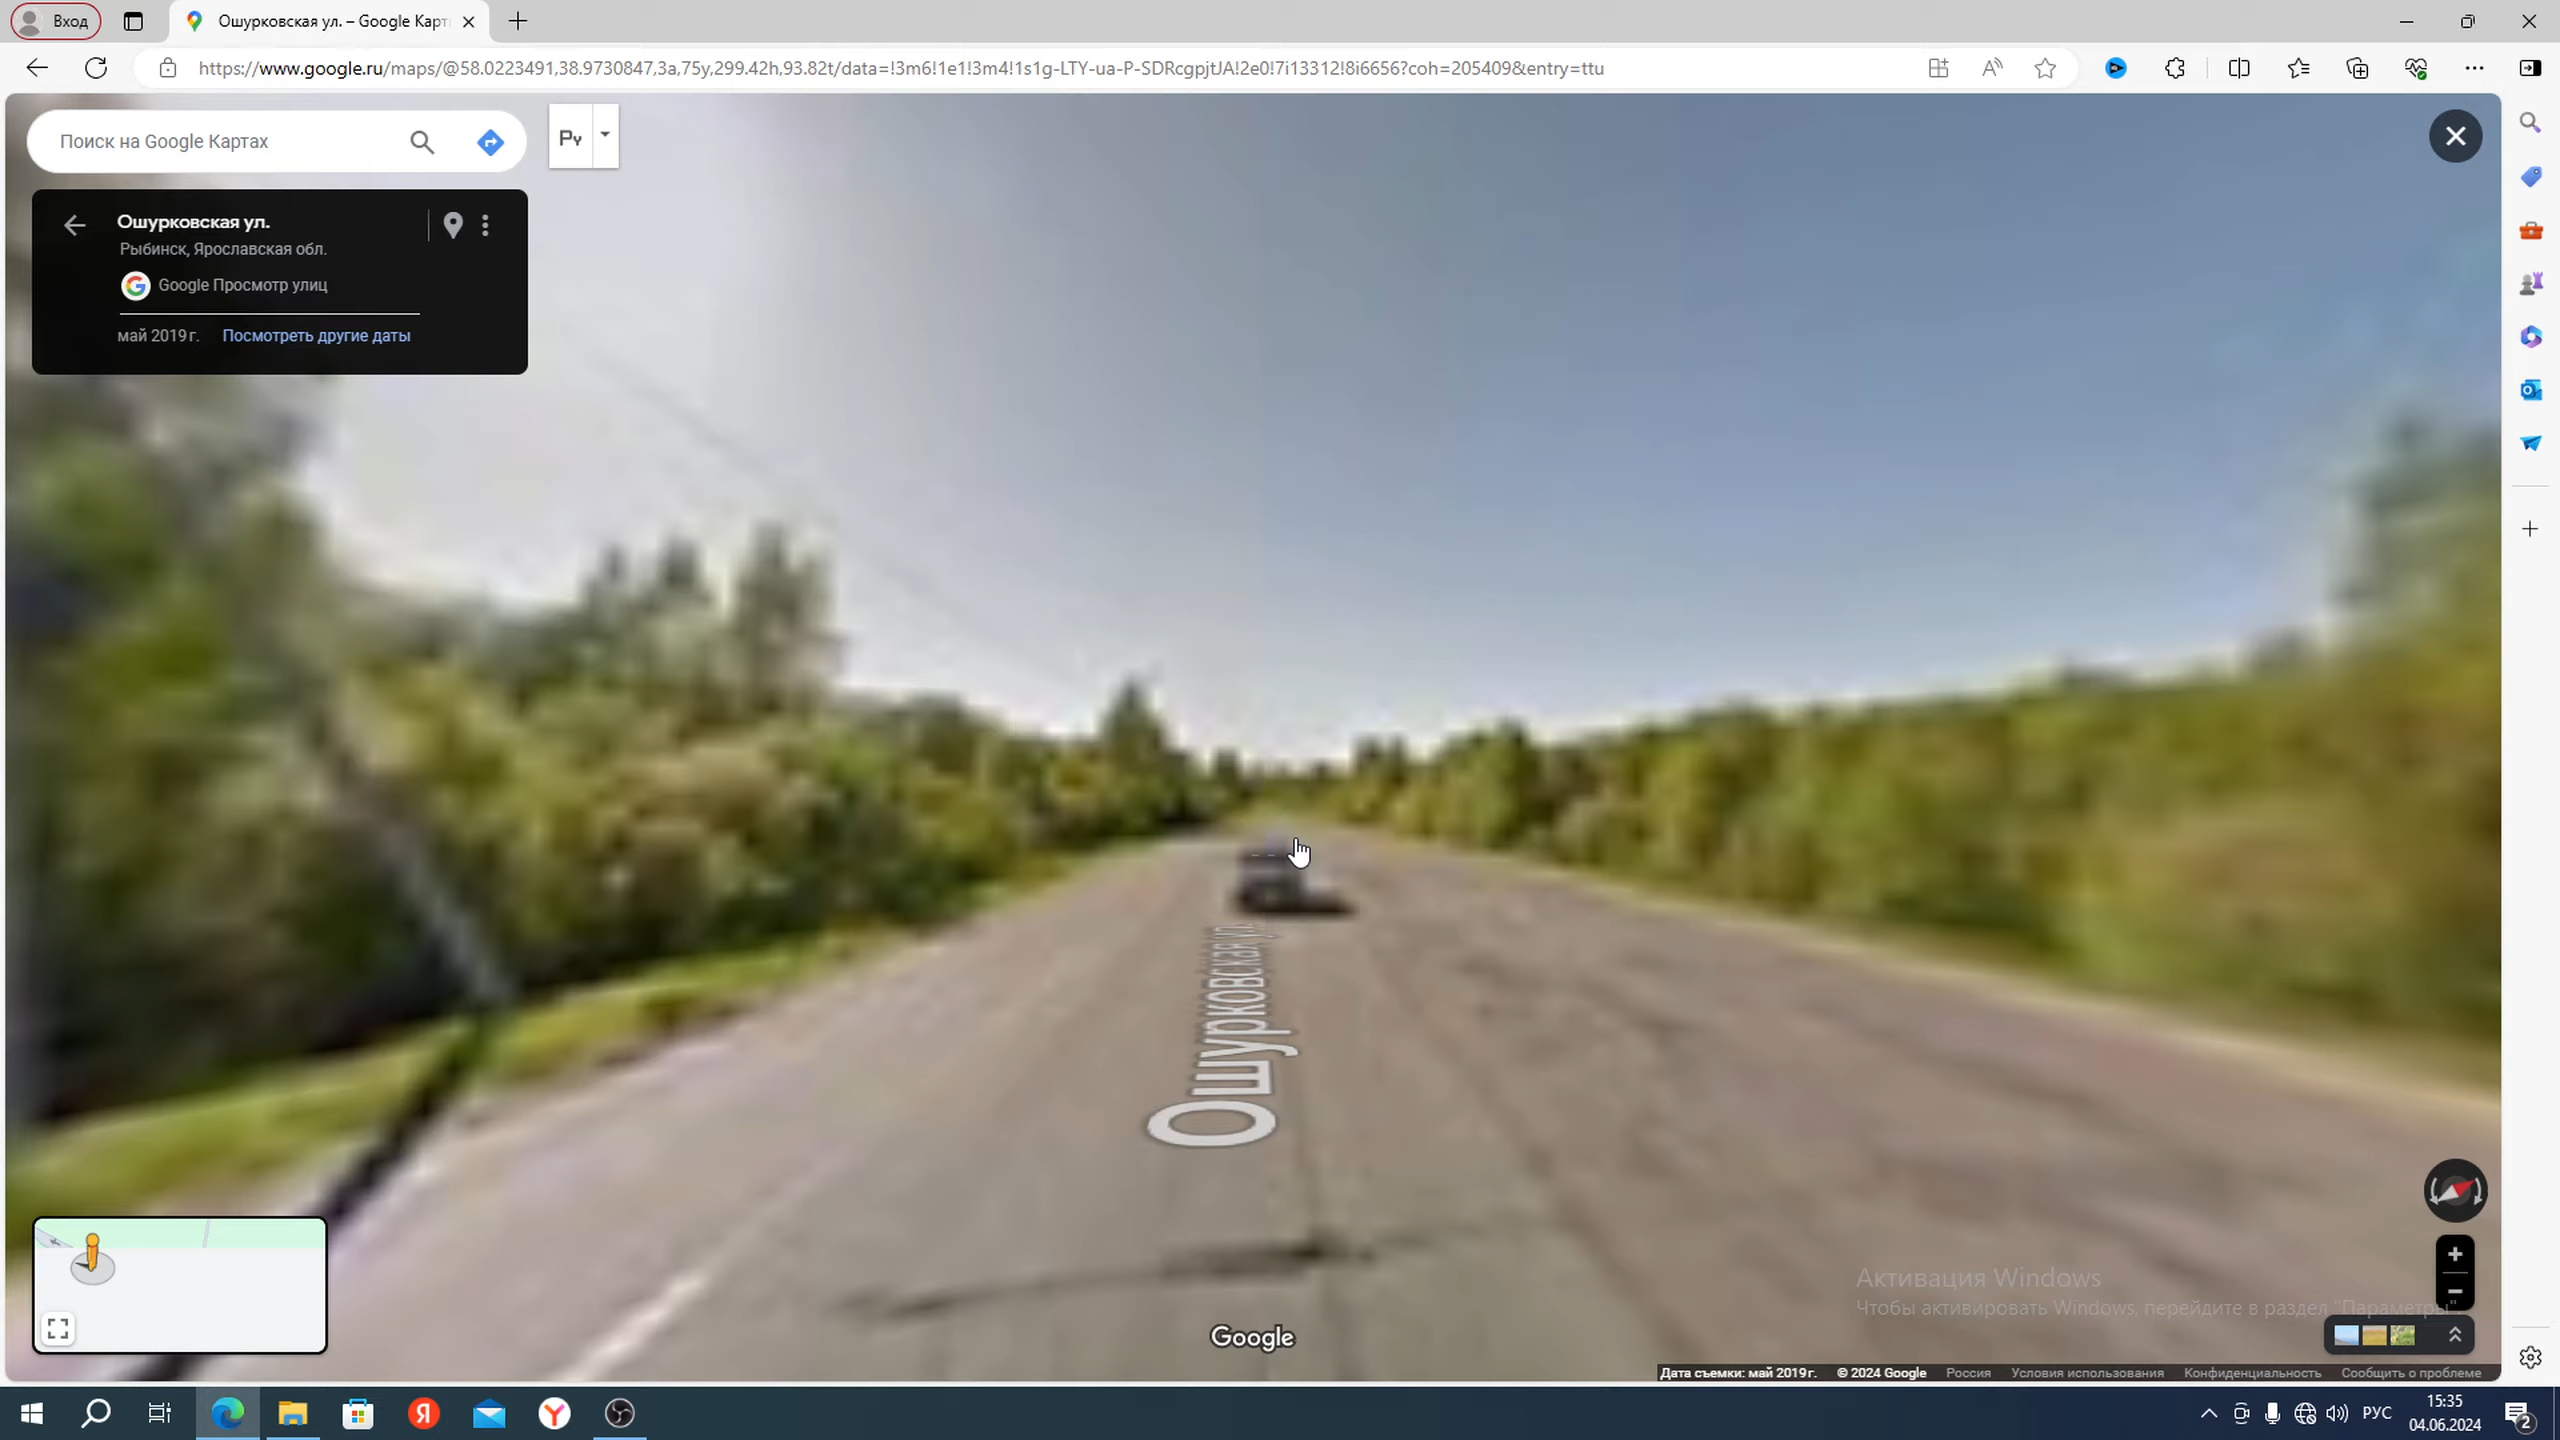 Вход
Ошурковская ул. – Google Карт
https://www.google.ru/maps/@58.0223491,38.9730847,3a,75y,299.42h,93.82t/data=!3m6!1e1!3m4!1s1g-LTY-ua-P-SDRcgpjtJA!2e0!7i13312!8i6656?coh=205409&entry=ttu
Поиск на Google Картах
Ру
Ошурковская ул.
Рыбинск, Ярославская обл.
Google Просмотр улиц
май 2019 г. Посмотреть другие даты
Ошурковская ул.
Активация Windows
Чтобы активировать Windows, перейдите в раздел "Параметры".
Google
Дата съемки: май 2019 г. © 2024 Google Россия Условия использования Конфиденциальность Сообщить о проблеме
РУС
15:35
04.06.2024
2